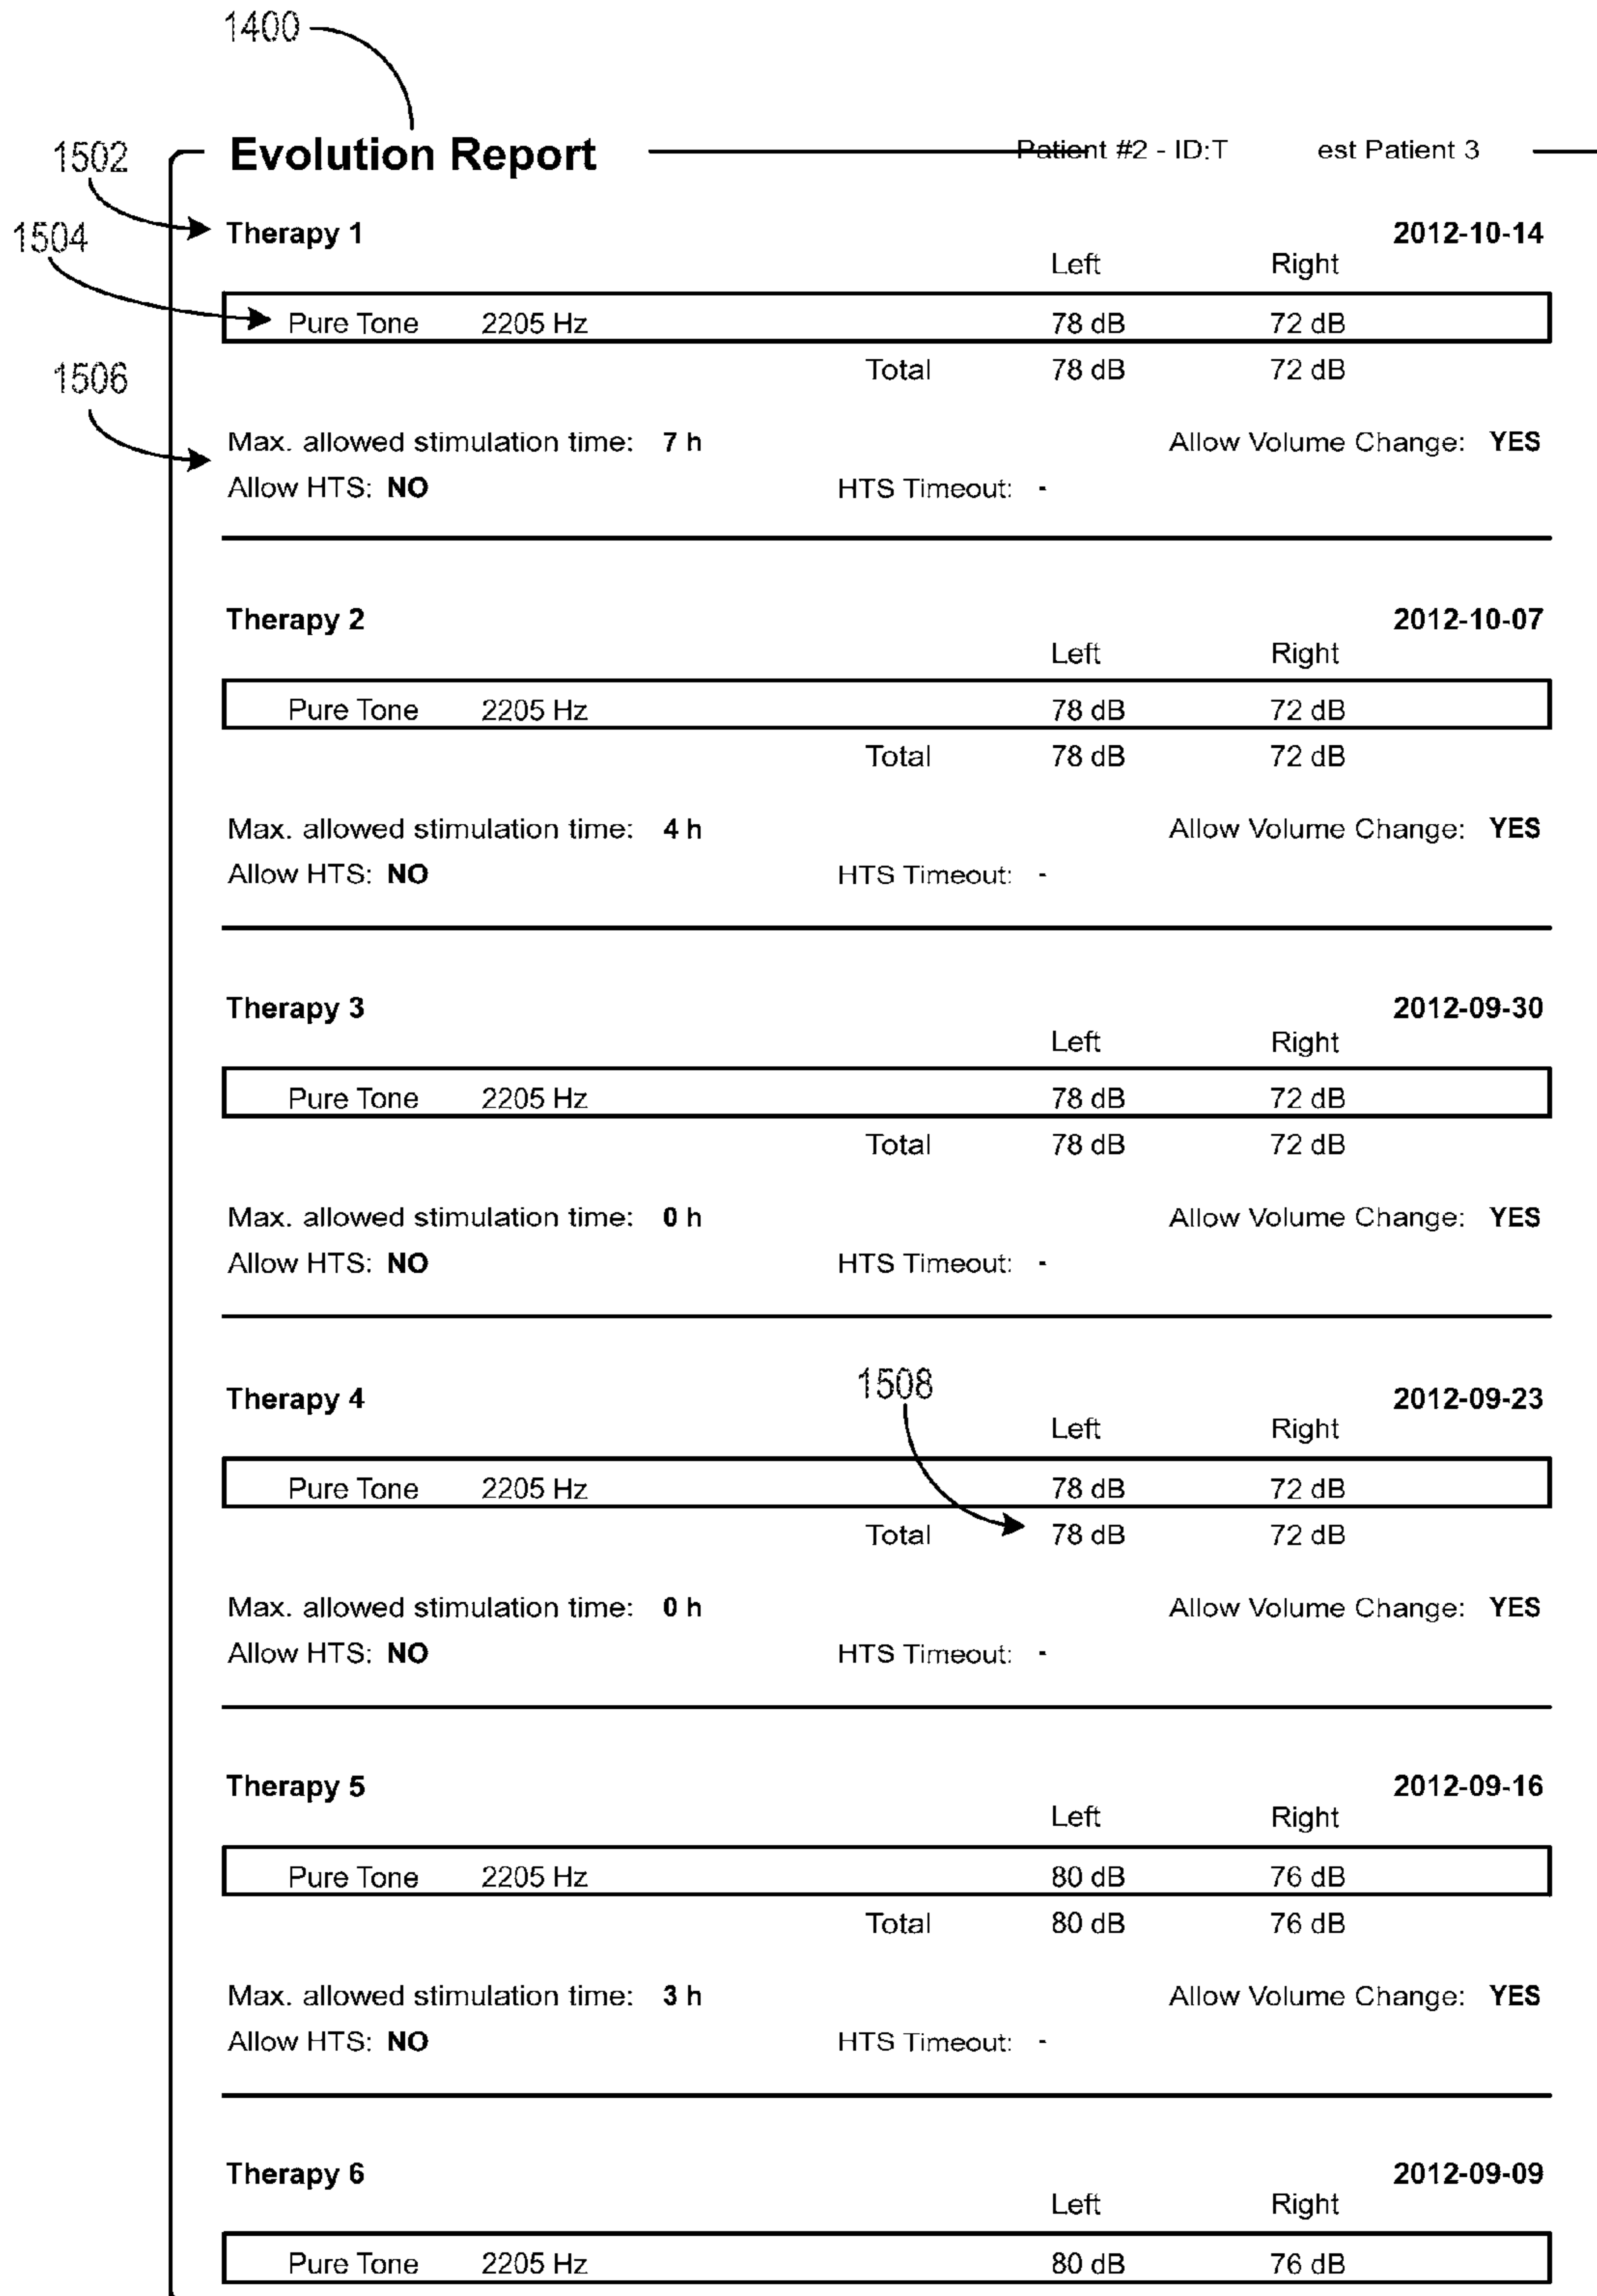 1400
1502
Evolution Report Patient #2 - ID:T est Patient 3
1504
Therapy 1 2012-10-14
Left Right
Pure Tone 2205 Hz 78 dB 72 dB
1506
Total 78 dB 72 dB
Max. allowed stimulation time: 7 h Allow Volume Change: YES
Allow HTS: NO HTS Timeout: -
Therapy 2 2012-10-07
Left Right
Pure Tone 2205 Hz 78 dB 72 dB
Total 78 dB 72 dB
Max. allowed stimulation time: 4 h Allow Volume Change: YES
Allow HTS: NO HTS Timeout: -
Therapy 3 2012-09-30
Left Right
Pure Tone 2205 Hz 78 dB 72 dB
Total 78 dB 72 dB
Max. allowed stimulation time: 0 h Allow Volume Change: YES
Allow HTS: NO HTS Timeout: -
1508
Therapy 4 2012-09-23
Left Right
Pure Tone 2205 Hz 78 dB 72 dB
Total 78 dB 72 dB
Max. allowed stimulation time: 0 h Allow Volume Change: YES
Allow HTS: NO HTS Timeout: -
Therapy 5 2012-09-16
Left Right
Pure Tone 2205 Hz 80 dB 76 dB
Total 80 dB 76 dB
Max. allowed stimulation time: 3 h Allow Volume Change: YES
Allow HTS: NO HTS Timeout: -
Therapy 6 2012-09-09
Left Right
Pure Tone 2205 Hz 80 dB 76 dB